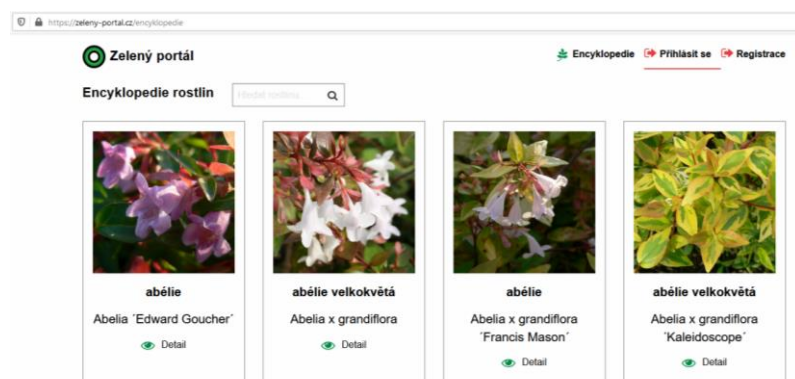 https://zeleny-portal.cz/encyklopedie
Zelený portál
Encyklopedie
Přihlásit se
Registrace
Encyklopedie rostlin
Hledat rostlinu
abélie
Abelia ´Edward Goucher´
Detail
abélie velkokvětá
Abelia x grandiflora
Detail
abélie
Abelia x grandiflora
´Francis Mason´
Detail
abélie velkokvětá
Abelia x grandiflora
´Kaleidoscope´
Detail